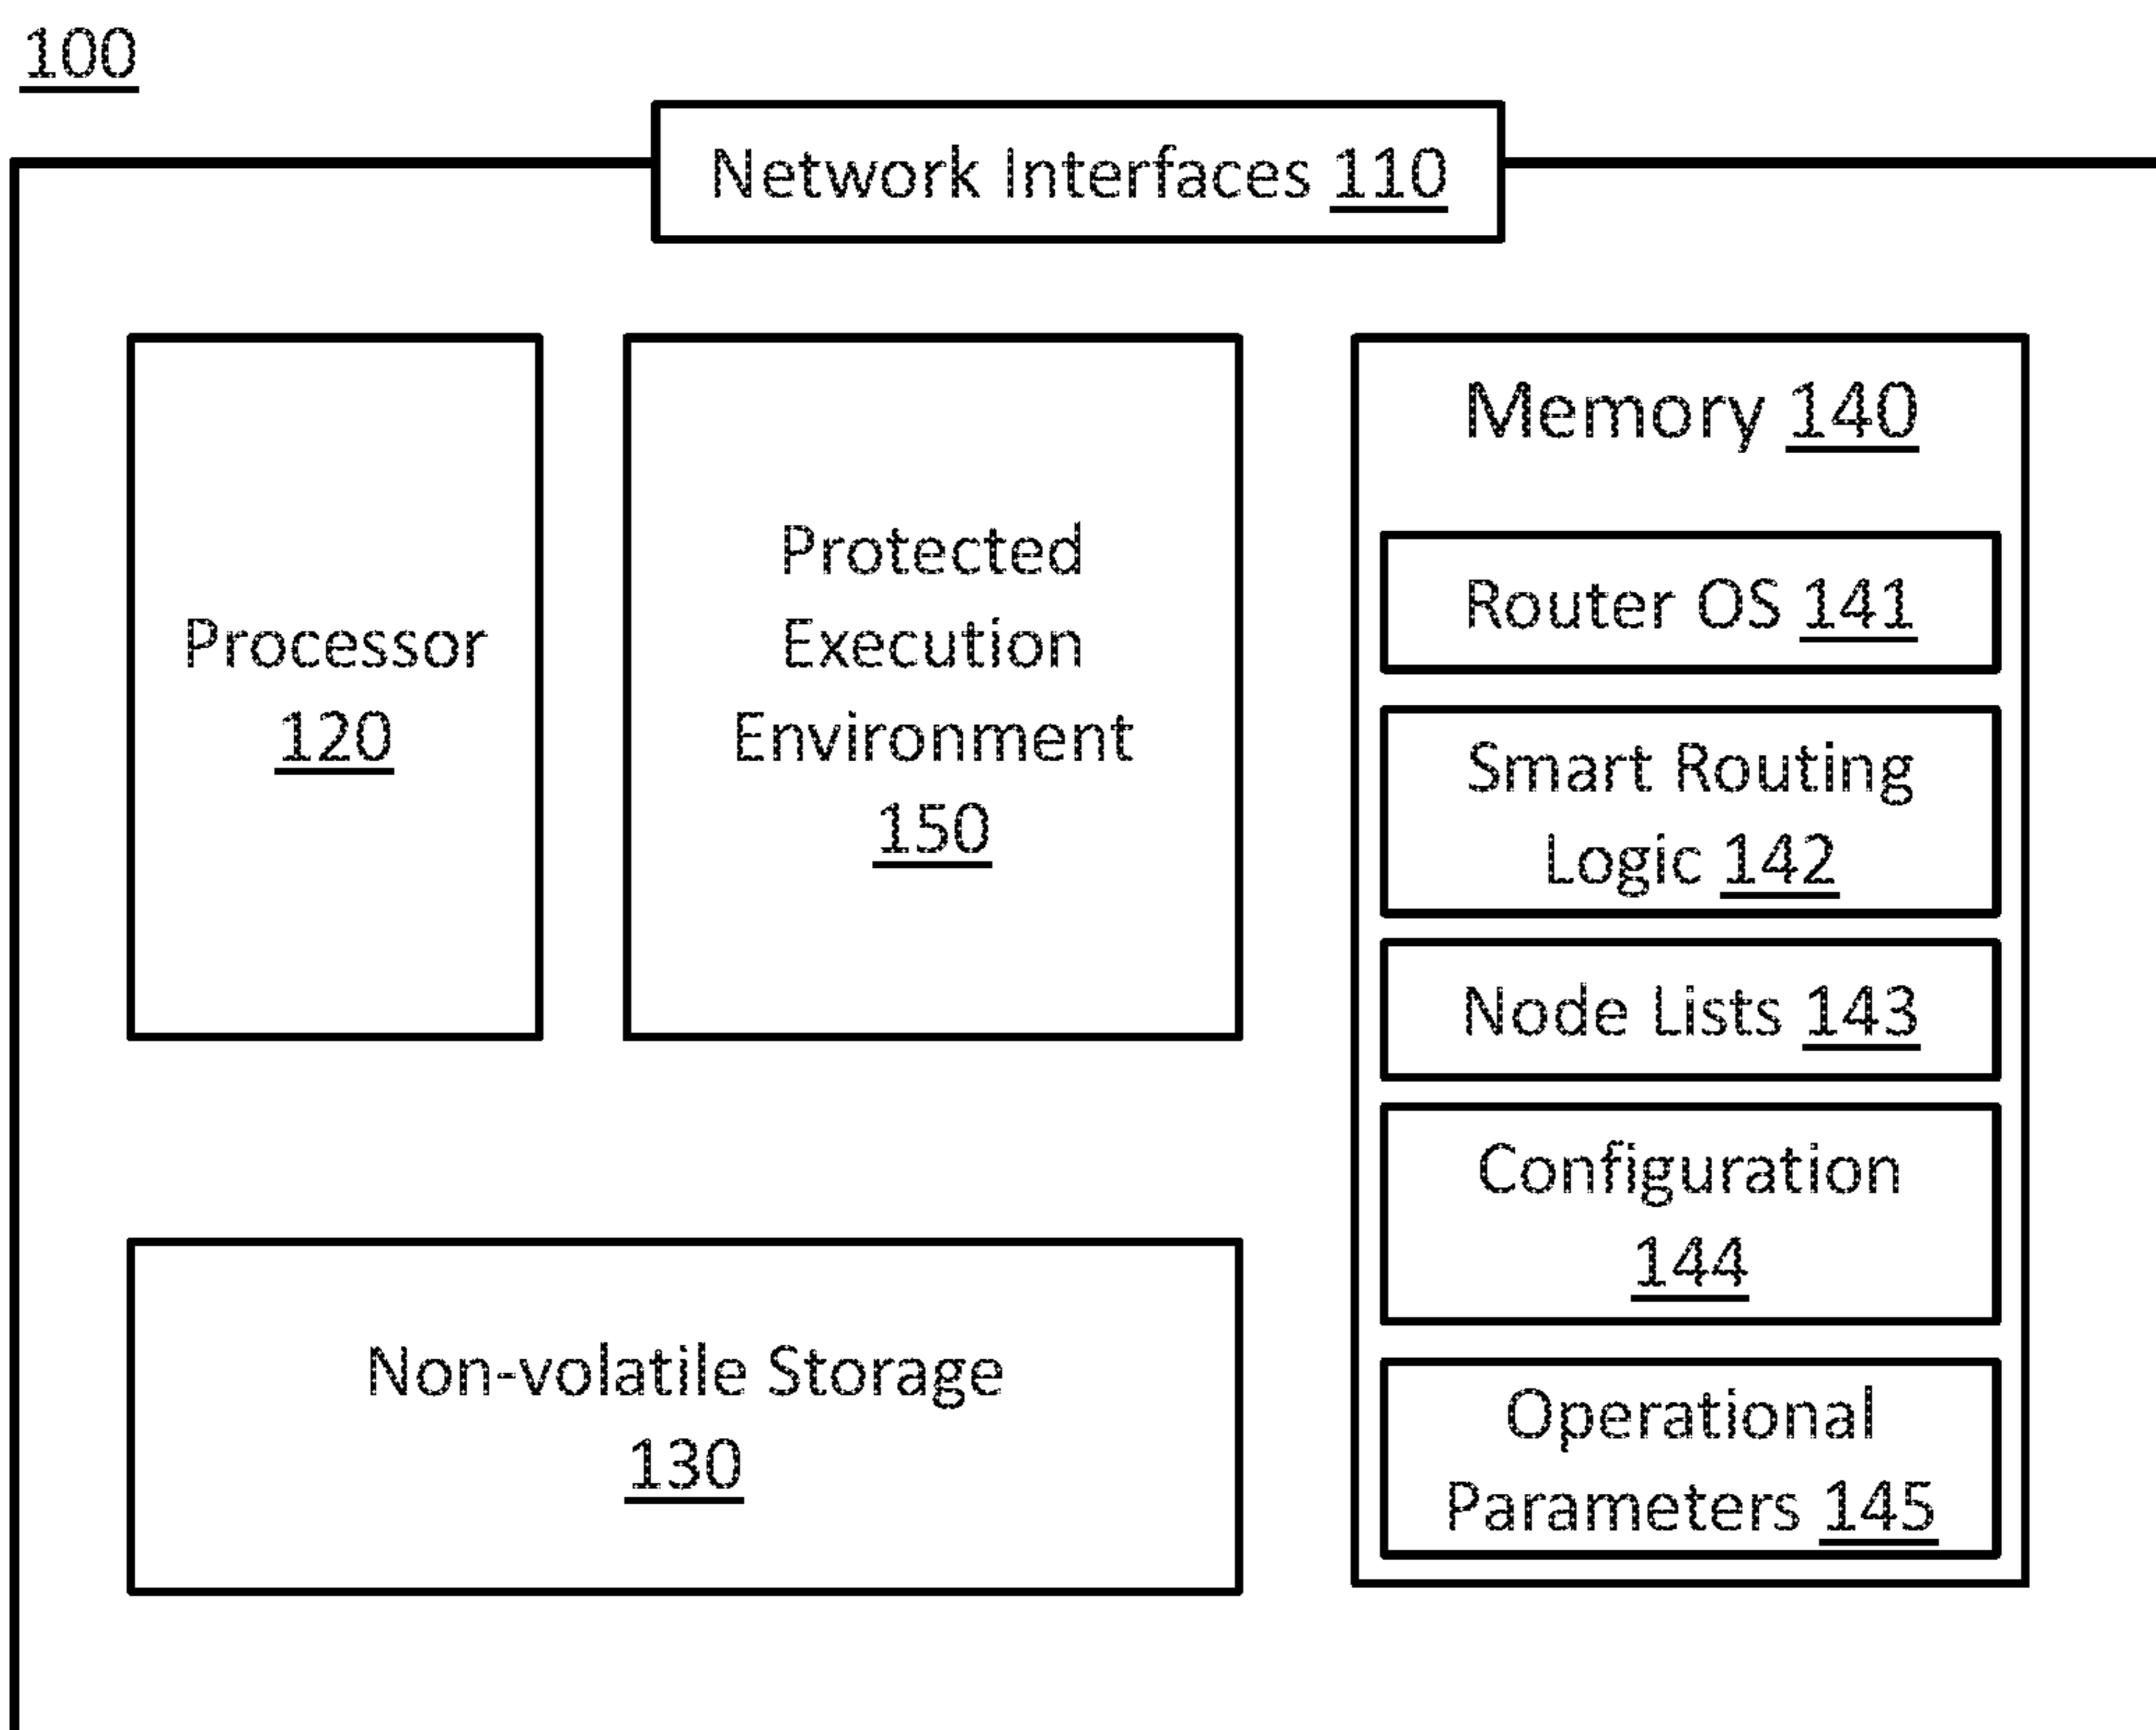 100
Network Interfaces 110
Processor
120
Protected
Execution
Environment
150
Memory 140
Router OS 141
Smart Routing
Logic 142
Node Lists 143
Configuration
144
Operational
Parameters 145
Non-volatile Storage
130